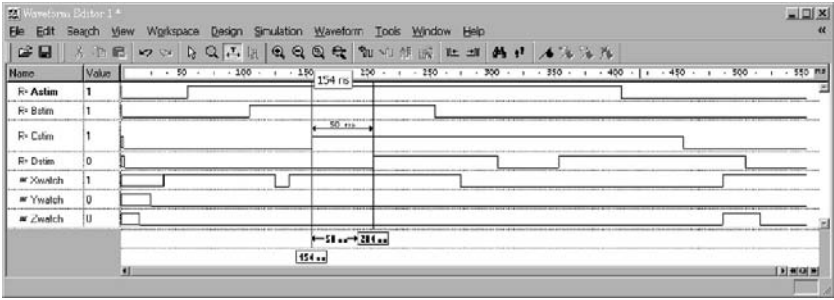 Waveform Editor 1 *
File Edit Search View Workspace Design Simulation Waveform Tools Window Help
Name Value 50 100 150 200 250 300 350 400 450 500 550 ns
154 ns
Astim 1
Bstim 1
Cstim 1
50 ns
Dstim 0
Xwatch 1
Ywatch 0
Zwatch U
50 ns 204 ns
154 ns